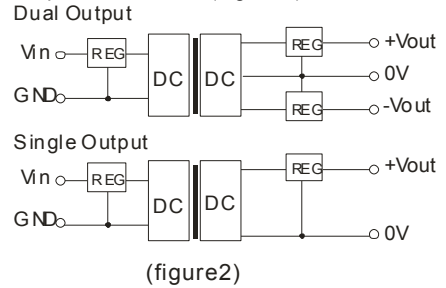 Dual Output
Vin REG REG +Vout
DC DC 0V
GND REG -Vout
Single Output
Vin REG REG +Vout
DC DC
GND 0V
(figure2)